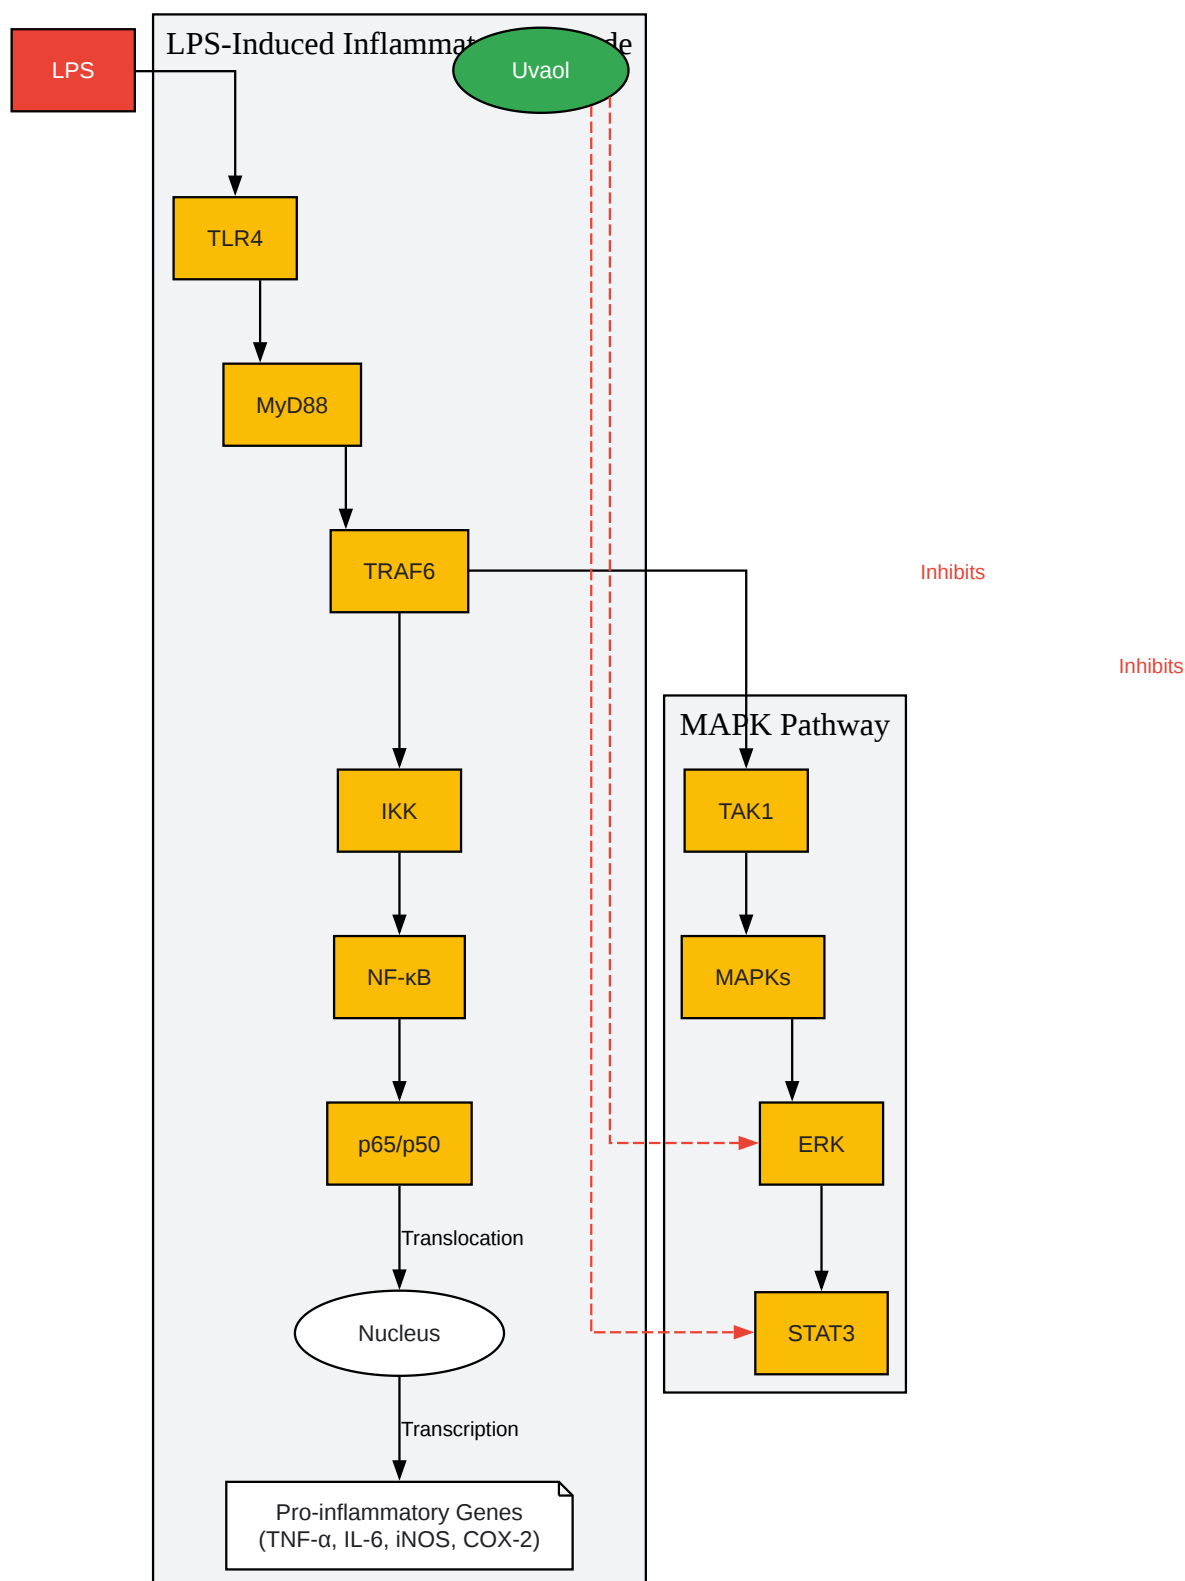 LPS-Induced Inflammat
de
LPS
Uvaol
TLR4
MyD88
TRAF6
Inhibits
Inhibits
MAPK Pathway
IKK
TAK1
NF-κB
MAPKs
p65/p50
ERK
Translocation
Nucleus
STAT3
Transcription
Pro-inflammatory Genes
(TNF-α, IL-6, iNOS, COX-2)